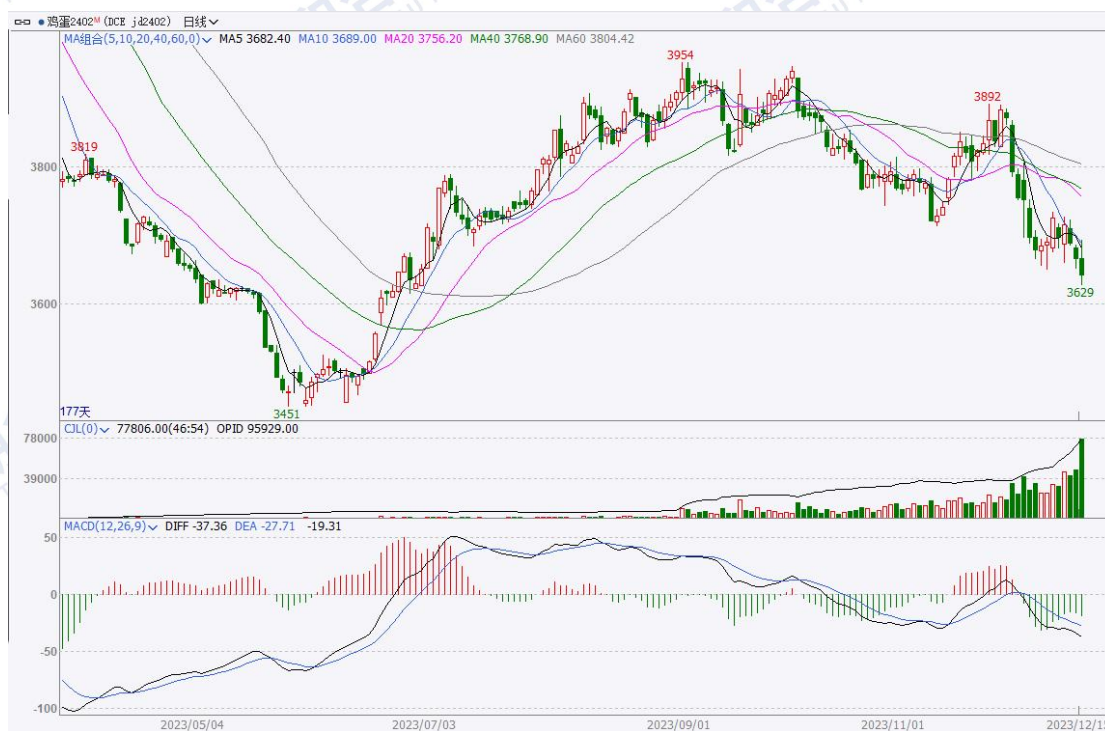 鸡蛋2402M (DCE jd2402) 日线
MA组合(5,10,20,40,60,0) MA5 3682.40 MA10 3689.00 MA20 3756.20 MA40 3768.90 MA60 3804.42
3954
3892
3819
3800
3600
3629
3451
177天
CJL(0) 77806.00(46:54) OPID 95929.00
78000
39000
MACD(12,26,9) DIFF -37.36 DEA -27.71 -19.31
50
0
-50
-100
2023/05/04 2023/07/03 2023/09/01 2023/11/01 2023/12/15